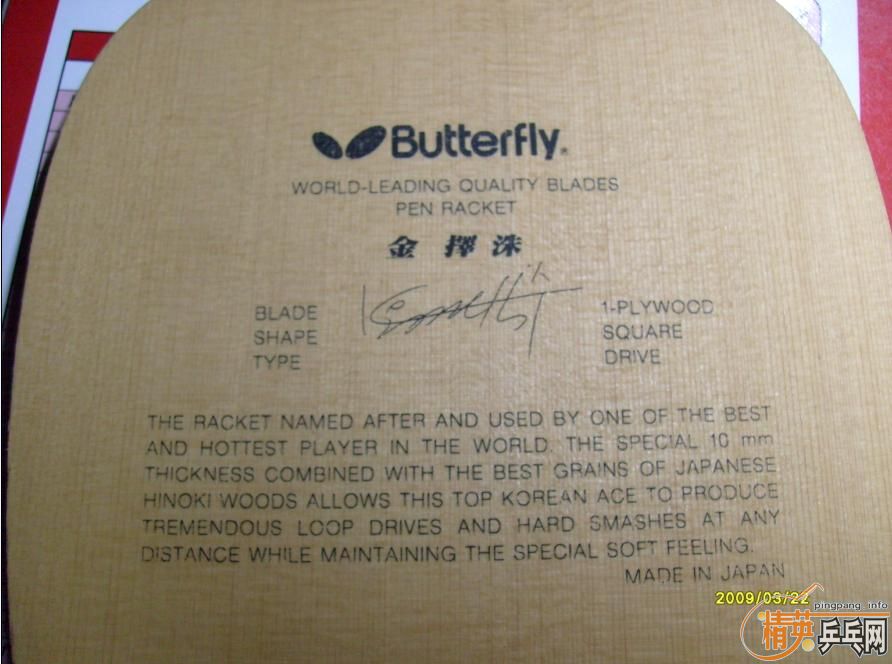 Butterfly®
WORLD-LEADING QUALITY BLADES
PEN RACKET
金擇洙
BLADE 1-PLYWOOD
SHAPE SQUARE
TYPE DRIVE
THE RACKET NAMED AFTER AND USED BY ONE OF THE BEST
AND HOTTEST PLAYER IN THE WORLD. THE SPECIAL 10 mm
THICKNESS COMBINED WITH THE BEST GRAINS OF JAPANESE
HINOKI WOODS ALLOWS THIS TOP KOREAN ACE TO PRODUCE
TREMENDOUS LOOP DRIVES AND HARD SMASHES AT ANY
DISTANCE WHILE MAINTAINING THE SPECIAL SOFT FEELING.
MADE IN JAPAN
2009/03/22
pingpang info
精英乒乓网